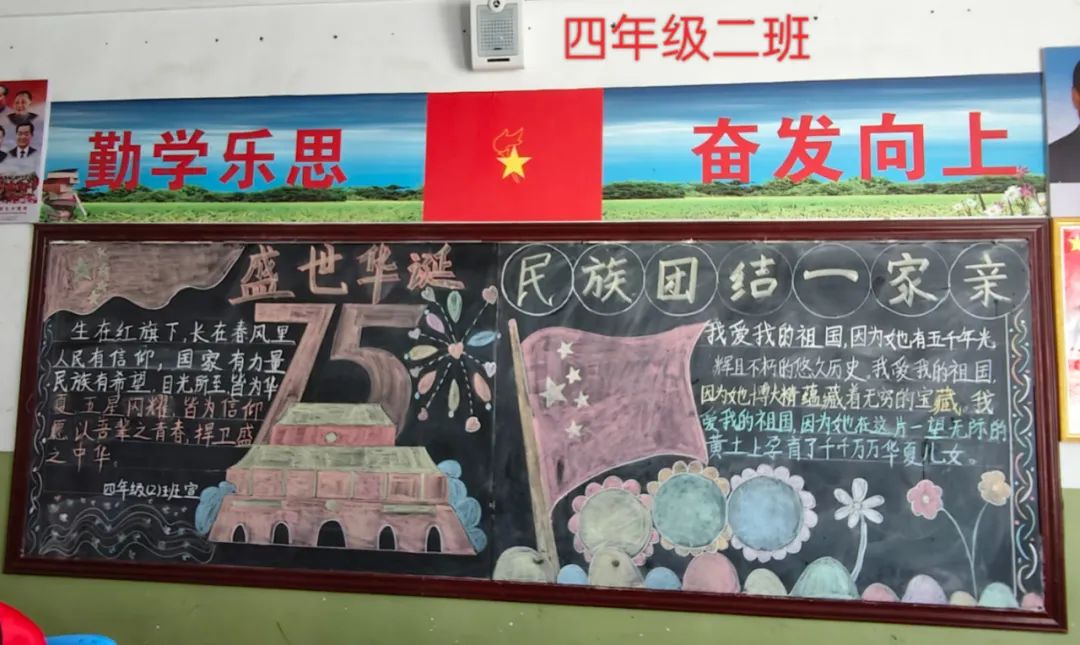 四年级二班
勤学乐思
奋发向上
盛世华诞
75
生在红旗下,长在春风里
人民有信仰,国家有力量
民族有希望,目光所至皆为华
夏,五星闪耀,皆为信仰
愿以吾辈之青春,捍卫盛
之中华。
四年级(2)班宣
民族团结一家亲
我爱我的祖国,因为她有五千年光
辉且不朽的悠久历史,我爱我的祖国,
因为她博大精蕴藏着无穷的宝藏。我
爱我的祖国,因为她在这片一望无际的
黄土上孕育了千千万万华夏儿女。